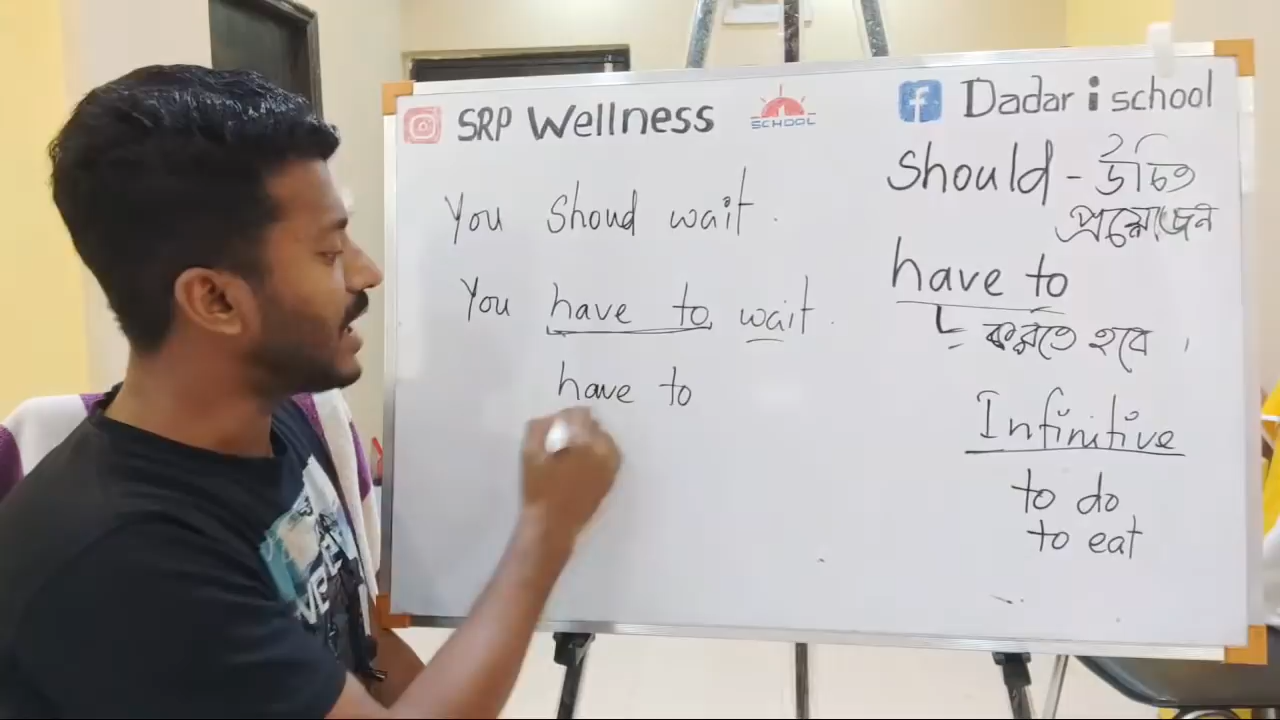 SRP Wellness
SCHOOL
Dadar i school
You Shoud wait.
You have to wait.
have to
Should - উচিত
প্রয়োজন
have to
করতে হবে ।
Infinitive
to do
to eat